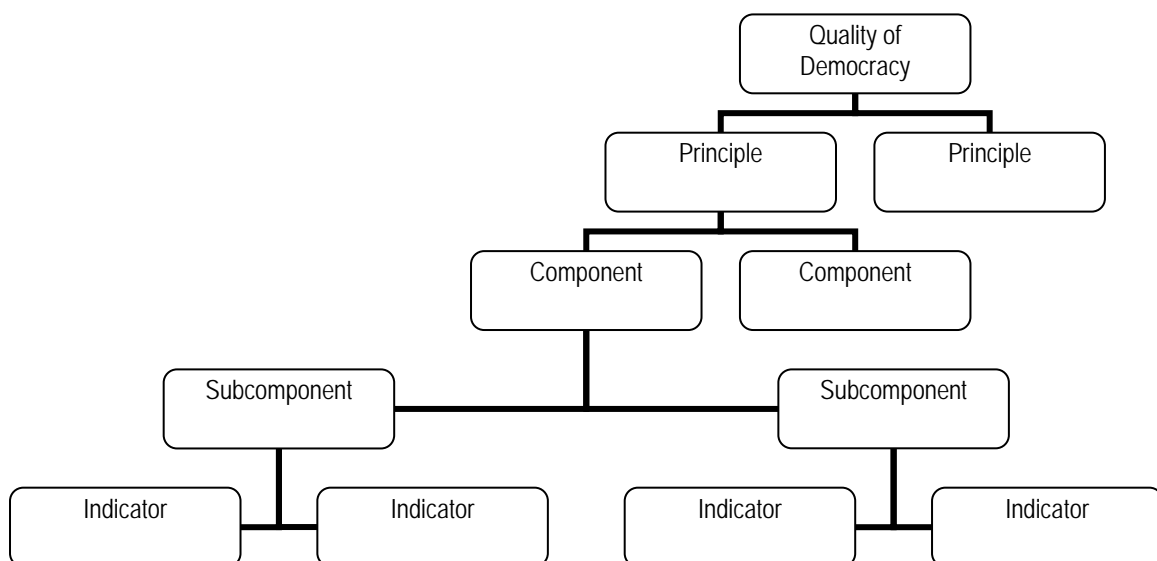 Quality of
Democracy
Principle
Principle
Component
Component
Subcomponent
Subcomponent
Indicator
Indicator
Indicator
Indicator